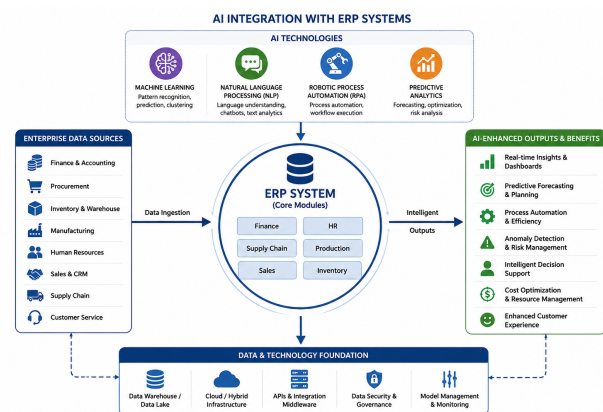 AI INTEGRATION WITH ERP SYSTEMS
AI TECHNOLOGIES
MACHINE LEARNING
Pattern recognition,
prediction, clustering
NATURAL LANGUAGE
PROCESSING (NLP)
Language understanding,
chatbots, text analytics
ROBOTIC PROCESS
AUTOMATION (RPA)
Process automation,
workflow execution
PREDICTIVE
ANALYTICS
Forecasting, optimization,
risk analysis
ENTERPRISE DATA SOURCES
Finance & Accounting
Procurement
Inventory & Warehouse
Manufacturing
Human Resources
Sales & CRM
Supply Chain
Customer Service
Data Ingestion
ERP SYSTEM
(Core Modules)
Finance
HR
Supply Chain
Production
Sales
Inventory
Intelligent
Outputs
AI-ENHANCED OUTPUTS & BENEFITS
Real-time Insights &
Dashboards
Predictive Forecasting
& Planning
Process Automation
& Efficiency
Anomaly Detection
& Risk Management
Intelligent Decision
Support
Cost Optimization
& Resource Management
Enhanced Customer
Experience
DATA & TECHNOLOGY FOUNDATION
Data Warehouse /
Data Lake
Cloud / Hybrid
Infrastructure
APIs & Integration
Middleware
Data Security &
Governance
Model Management
& Monitoring